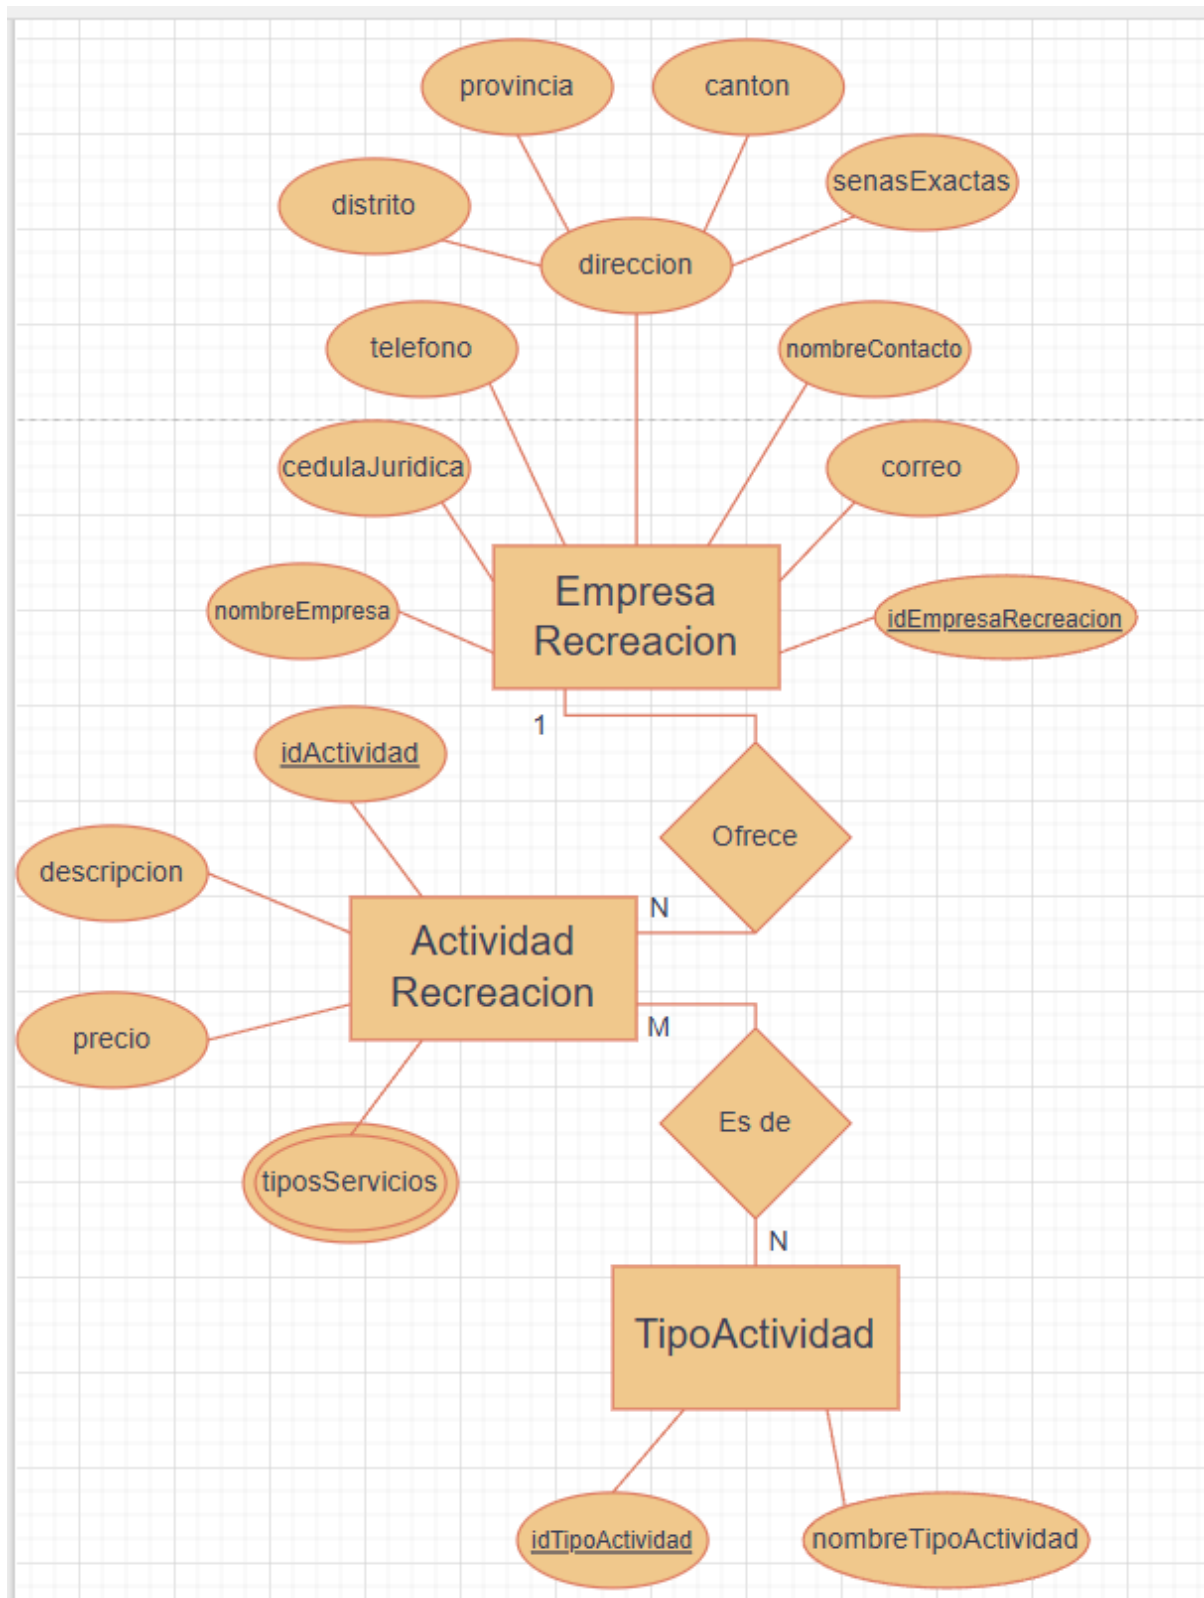 provincia
canton
distrito
senasExactas
direccion
telefono
nombreContacto
cedulaJuridica
correo
nombreEmpresa
Empresa
Recreacion
idEmpresaRecreacion
1
idActividad
Ofrece
descripcion
N
Actividad
Recreacion
precio
M
Es de
tiposServicios
N
TipoActividad
idTipoActividad
nombreTipoActividad